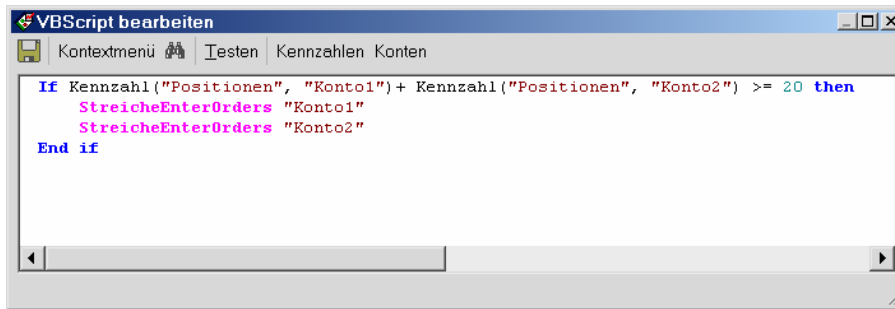 VBScript bearbeiten
Kontextmenü Testen Kennzahlen Konten
If Kennzahl("Positionen", "Konto1")+ Kennzahl("Positionen", "Konto2") >= 20 then
StreicheEnterOrders "Konto1"
StreicheEnterOrders "Konto2"
End if